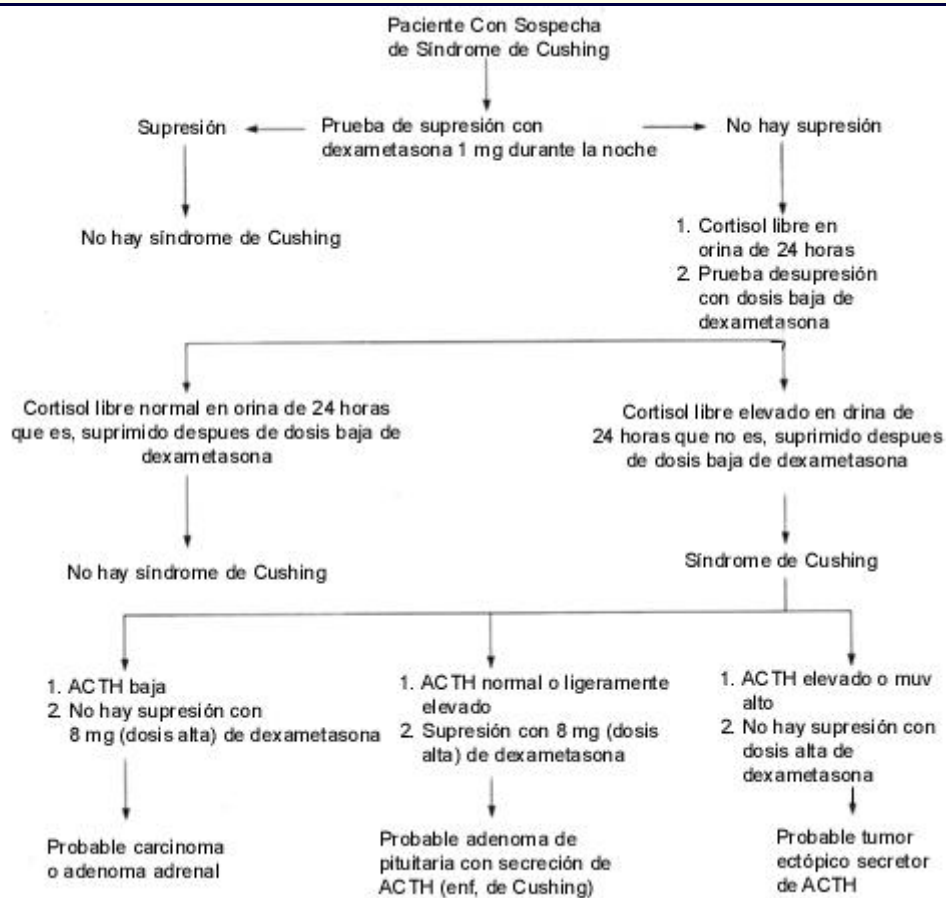 Paciente Con Sospecha
de Síndrome de Cushing
Supresión
Prueba de supresión con
dexametasona 1 mg durante la noche
No hay supresión
No hay síndrome de Cushing
1. Cortisol libre en
orina de 24 horas
2. Prueba desupresión
con dosis baja de
dexametasona
Cortisol libre normal en orina de 24 horas
que es, suprimido despues de dosis baja de
dexametasona
Cortisol libre elevado en drina de
24 horas que no es, suprimido despues
de dosis baja de dexametasona
No hay síndrome de Cushing
Síndrome de Cushing
1. ACTH baja
2. No hay supresión con
8 mg (dosis alta) de dexametasona
1. ACTH normal o ligeramente
elevado
2. Supresión con 8 mg (dosis
alta) de dexametasona
1. ACTH elevado o muv
alto
2. No hay supresión con
dosis alta de
dexametasona
Probable carcinoma
o adenoma adrenal
Probable adenoma de
pituitaria con secreción de
ACTH (enf, de Cushing)
Probable tumor
ectópico secretor
de ACTH